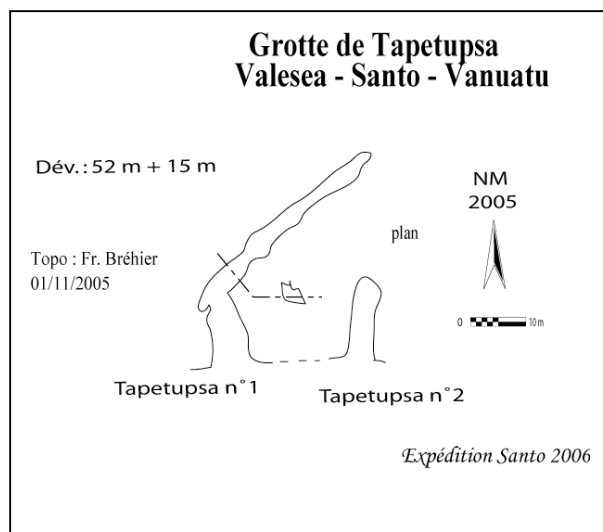 Grotte de Tapetupsa
Valesea - Santo - Vanuatu
Dév.: 52 m + 15 m
NM
2005
plan
Topo : Fr. Bréhier
01/11/2005
0 10 m
Tapetupsa n°1
Tapetupsa n°2
Expédition Santo 2006